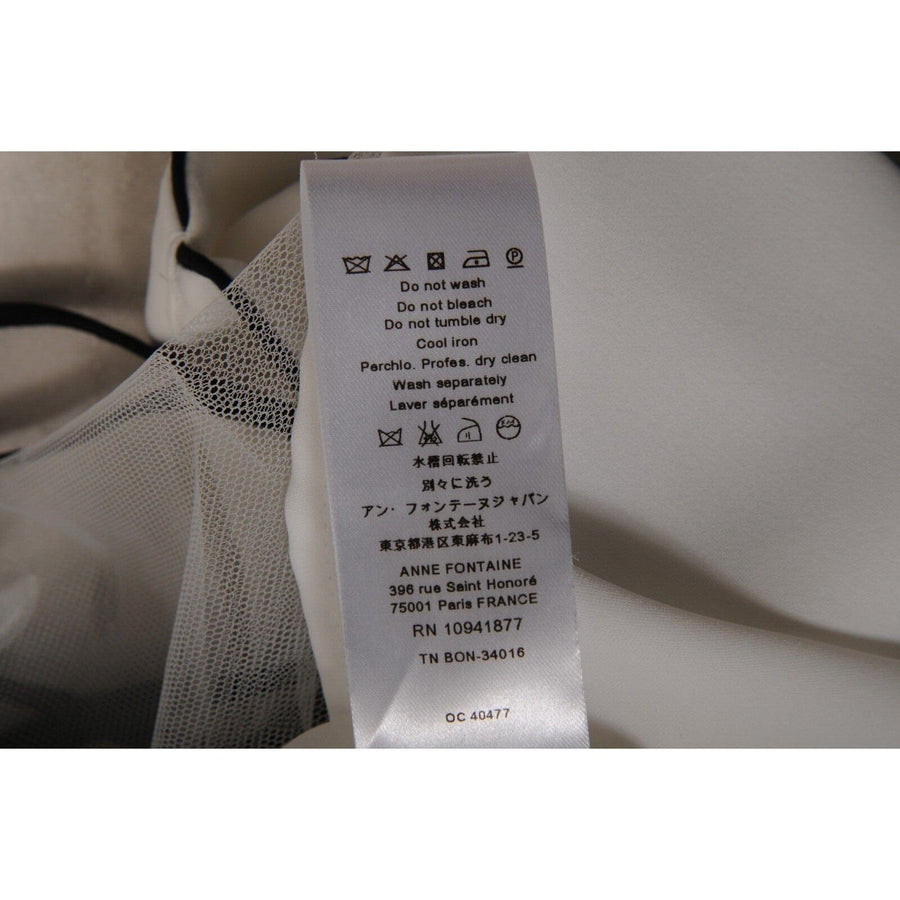 Do not wash
Do not bleach
Do not tumble dry
Cool iron
Perchlo. Profes. dry clean
Wash separately
Laver séparément
水槽回転禁止
別々に洗う
アン・フォンテーヌジャパン
株式会社
東京都港区東麻布1-23-5
ANNE FONTAINE
396 rue Saint Honoré
75001 Paris FRANCE
RN 10941877
TN BON-34016
OC 40477